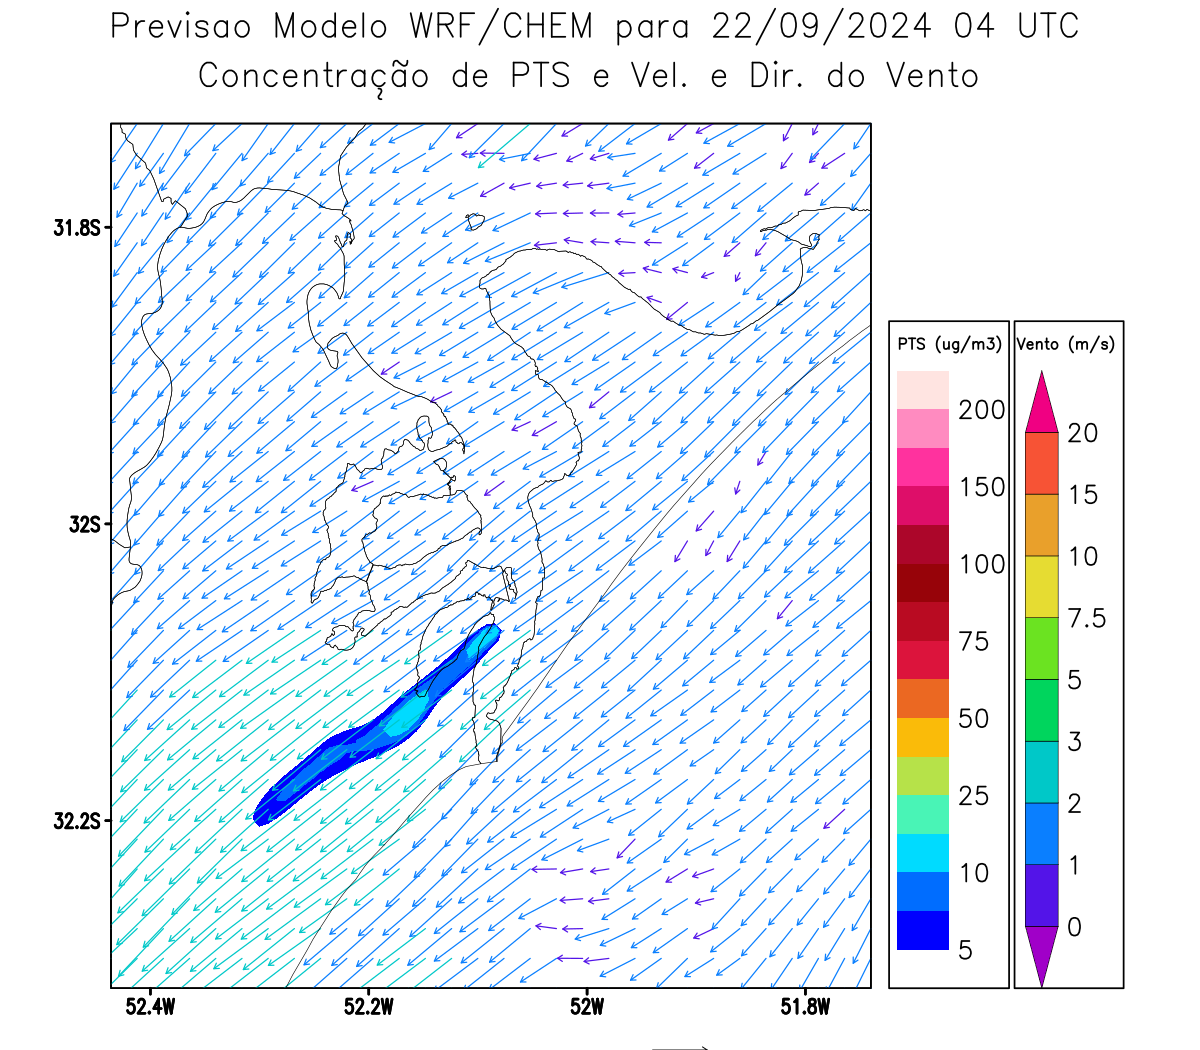 Previsao Modelo WRF/CHEM para 22/09/2024 04 UTC
Concentração de PTS e Vel. e Dir. do Vento
31.8S
32S
32.2S
52.4W
52.2W
52W
51.8W
PTS (ug/m3)
200
150
100
75
50
25
10
5
Vento (m/s)
20
15
10
7.5
5
3
2
1
0